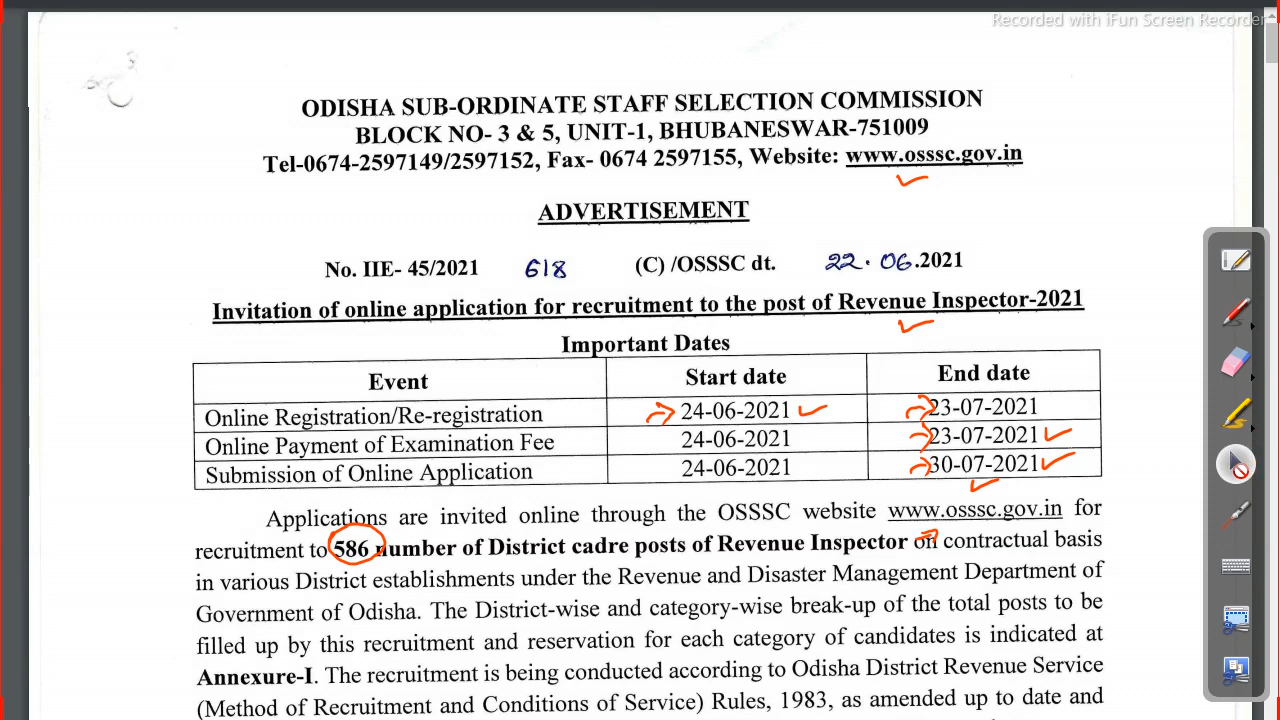 Recorded with iFun Screen Recorder
ODISHA SUB-ORDINATE STAFF SELECTION COMMISSION
BLOCK NO- 3 & 5, UNIT-1, BHUBANESWAR-751009
Tel-0674-2597149/2597152, Fax- 0674 2597155, Website: www.osssc.gov.in
ADVERTISEMENT
No. IIE- 45/2021 618 (C) /OSSSC dt. 22.06.2021
Invitation of online application for recruitment to the post of Revenue Inspector-2021
Important Dates
Event Start date End date
Online Registration/Re-registration 24-06-2021 23-07-2021
Online Payment of Examination Fee 24-06-2021 23-07-2021
Submission of Online Application 24-06-2021 30-07-2021
Applications are invited online through the OSSSC website www.osssc.gov.in for
recruitment to 586 number of District cadre posts of Revenue Inspector on contractual basis
in various District establishments under the Revenue and Disaster Management Department of
Government of Odisha. The District-wise and category-wise break-up of the total posts to be
filled up by this recruitment and reservation for each category of candidates is indicated at
Annexure-I. The recruitment is being conducted according to Odisha District Revenue Service
(Method of Recruitment and Conditions of Service) Rules, 1983, as amended up to date and